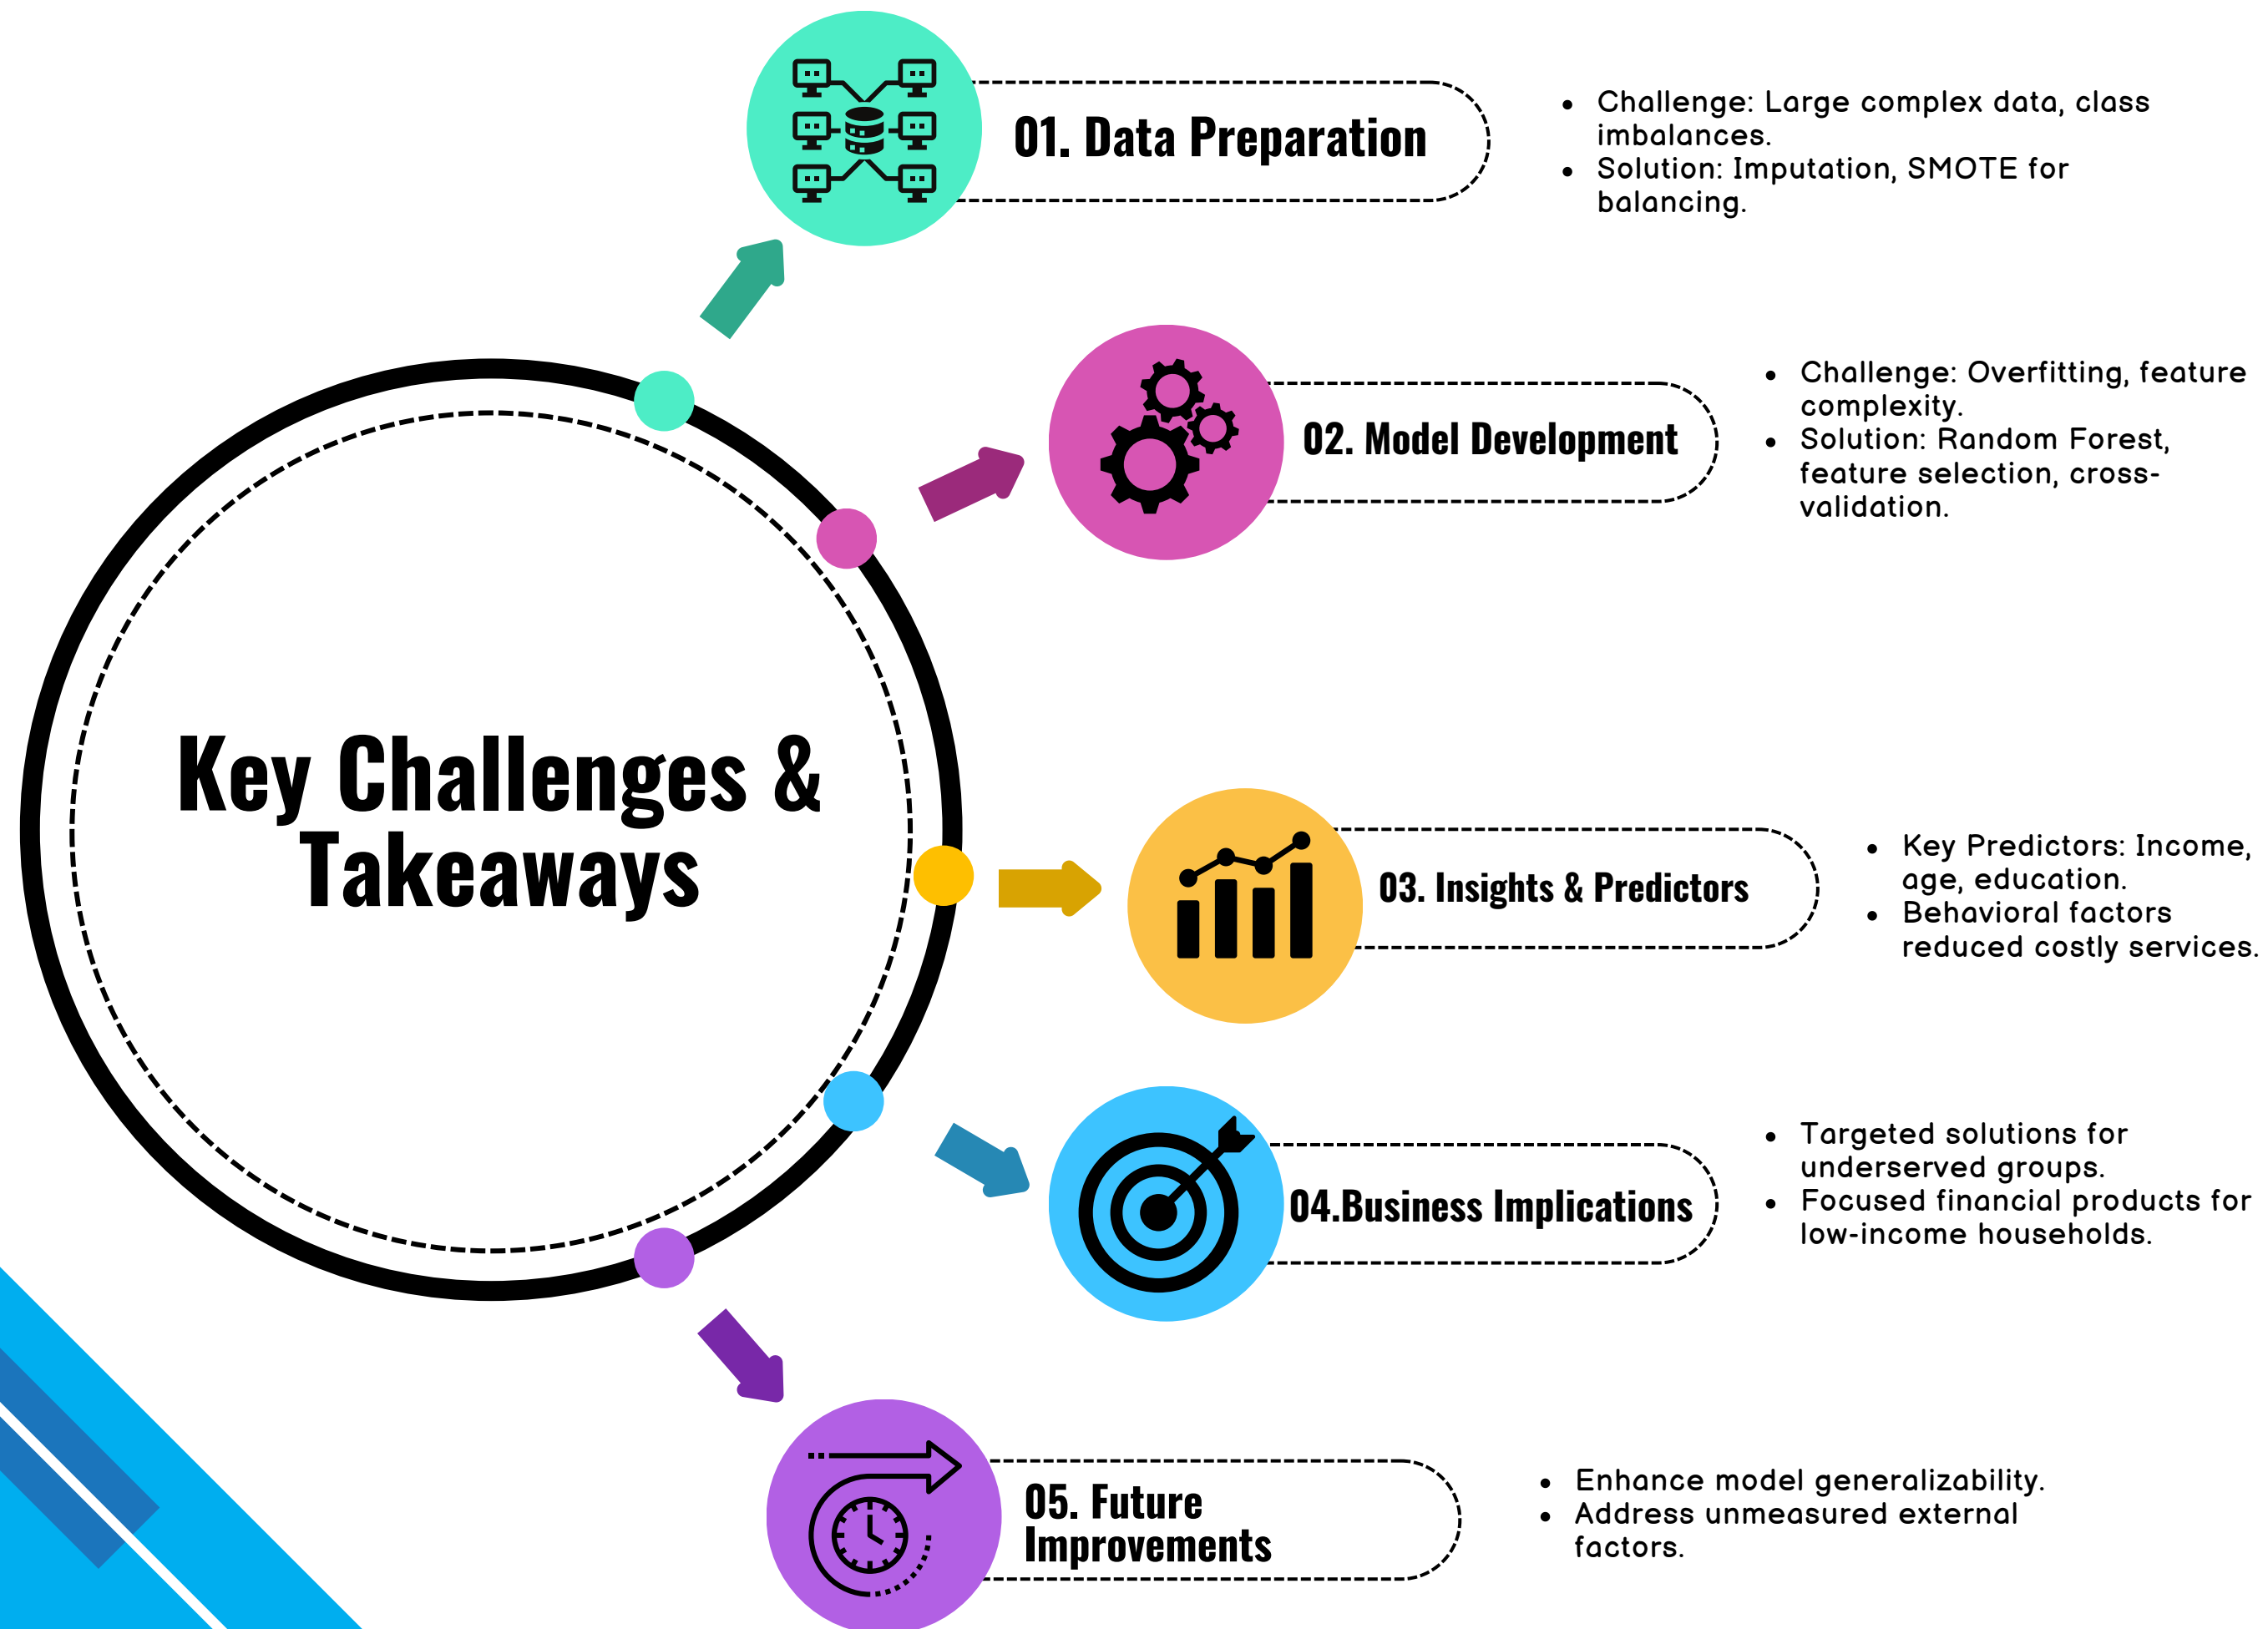 01. Data Preparation
• Challenge: Large complex data, class
imbalances.
• Solution: Imputation, SMOTE for
balancing.
02. Model Development
• Challenge: Overfitting, feature
complexity.
• Solution: Random Forest,
feature selection, cross-
validation.
Key Challenges &
Takeaways
03. Insights & Predictors
• Key Predictors: Income,
age, education.
• Behavioral factors
reduced costly services.
04.Business Implications
• Targeted solutions for
underserved groups.
• Focused financial products for
low-income households.
05. Future
Improvements
• Enhance model generalizability.
• Address unmeasured external
factors.